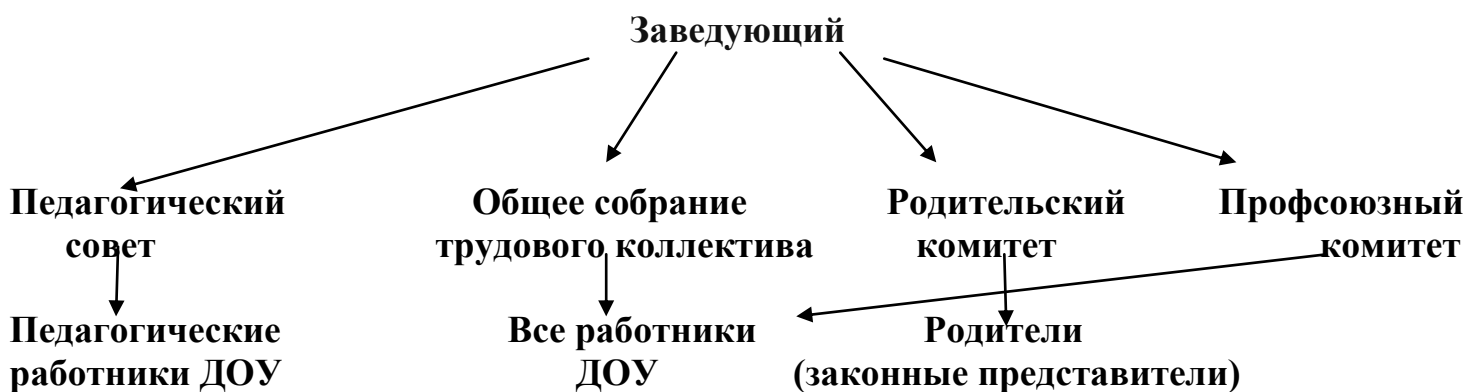 Заведующий
Педагогический Общее собрание Родительский Профсоюзный
совет трудового коллектива комитет комитет
Педагогические Все работники Родители
работники ДОУ ДОУ (законные представители)